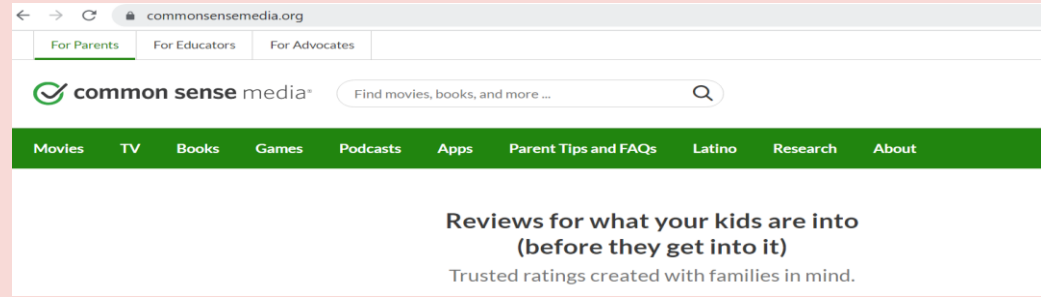 commonsensemedia.org
For Parents For Educators For Advocates
common sense media®
Find movies, books, and more ...
Movies TV Books Games Podcasts Apps Parent Tips and FAQs Latino Research About
Reviews for what your kids are into
(before they get into it)
Trusted ratings created with families in mind.